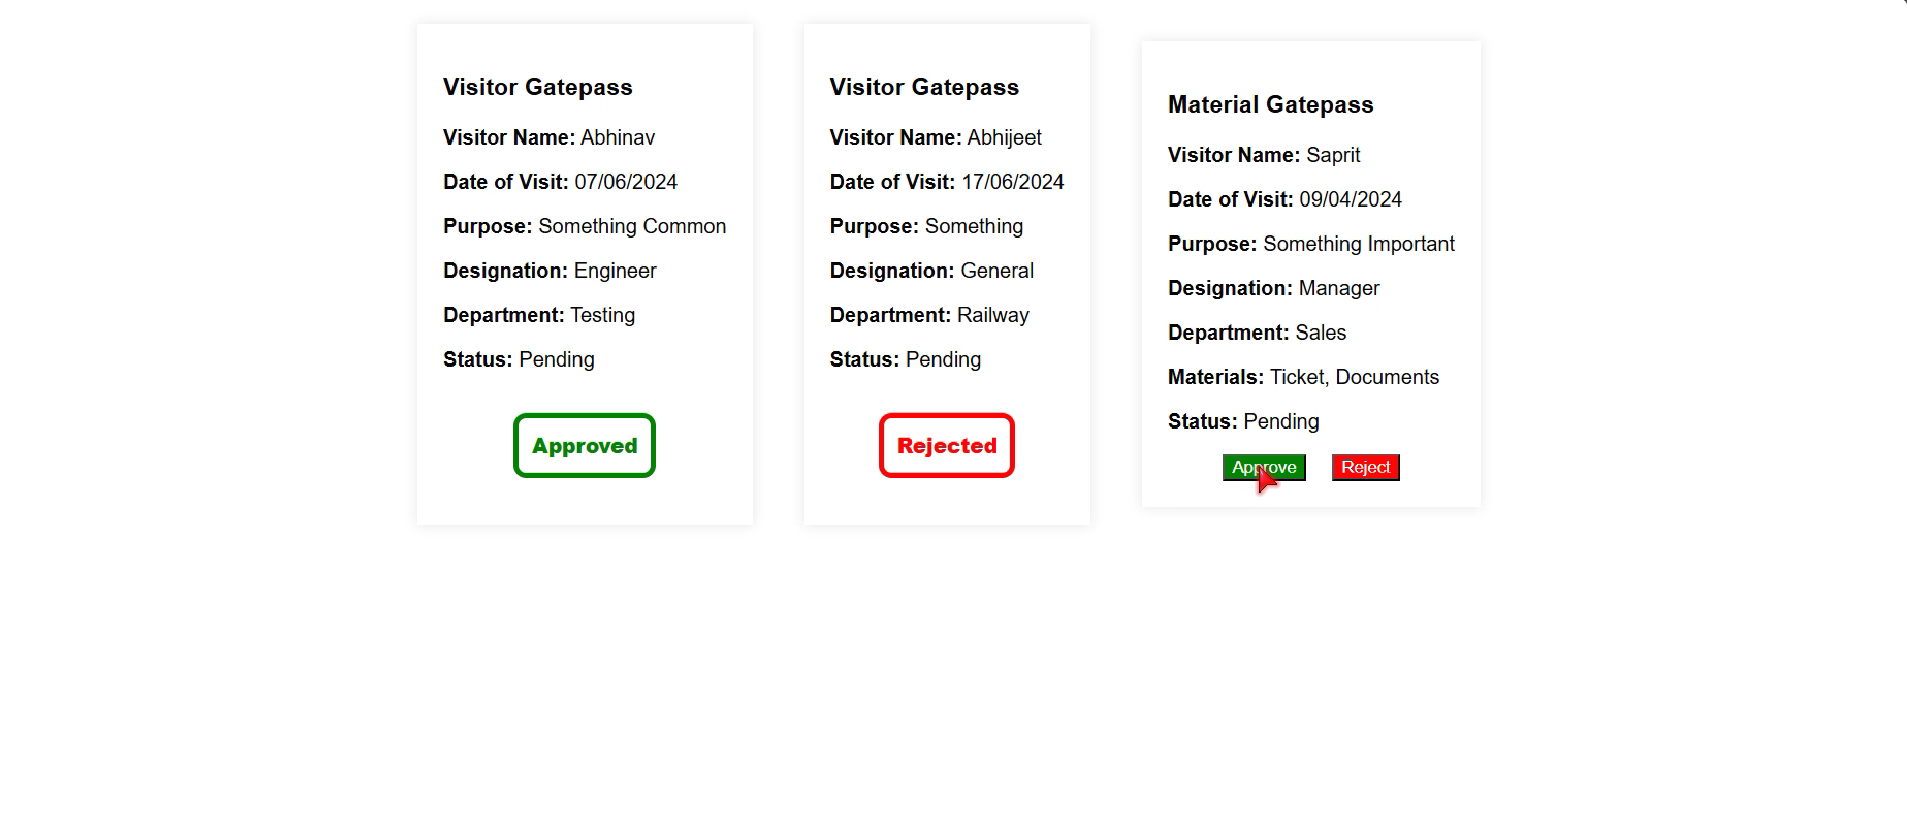 Visitor Gatepass
Visitor Name: Abhinav
Date of Visit: 07/06/2024
Purpose: Something Common
Designation: Engineer
Department: Testing
Status: Pending
Approved
Visitor Gatepass
Visitor Name: Abhijeet
Date of Visit: 17/06/2024
Purpose: Something
Designation: General
Department: Railway
Status: Pending
Rejected
Material Gatepass
Visitor Name: Saprit
Date of Visit: 09/04/2024
Purpose: Something Important
Designation: Manager
Department: Sales
Materials: Ticket, Documents
Status: Pending
Approve Reject